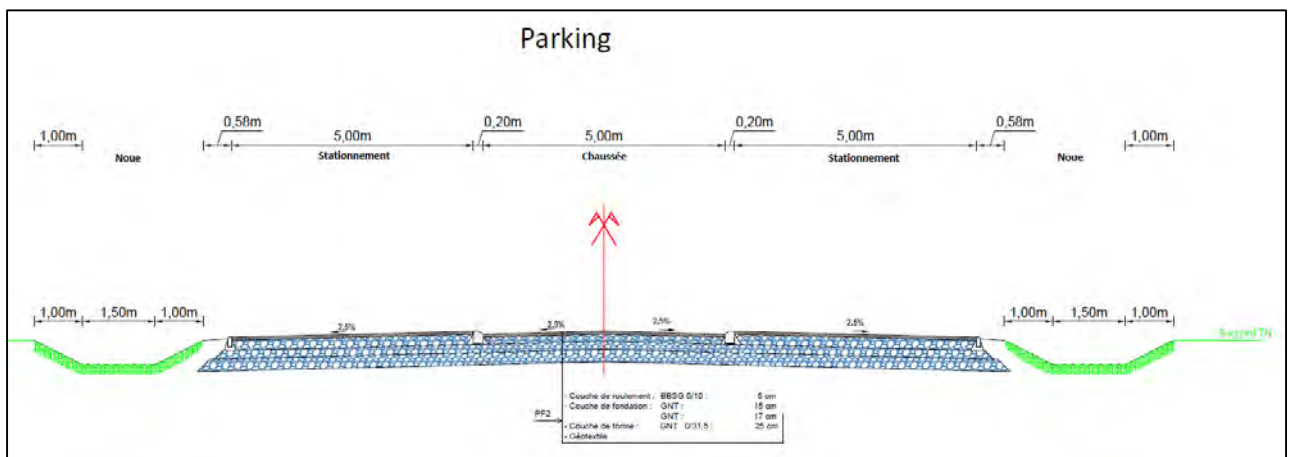 Parking
0,58m 0,20m 0,20m 0,58m
1,00m 5,00m 5,00m 5,00m 1,00m
Noue Stationnement Chaussée Stationnement Noue
1,00m 1,50m 1,00m 1,00m 1,50m 1,00m
2,5% 2,5% 2,5% 2,5%
TN
- Couche de roulement : BBSG 0/10 : 6 cm
- Couche de fondation : GNT : 15 cm
GNT : 17 cm
PF2
- Couche de forme : GNT 0/31,5 : 25 cm
- Géotextile